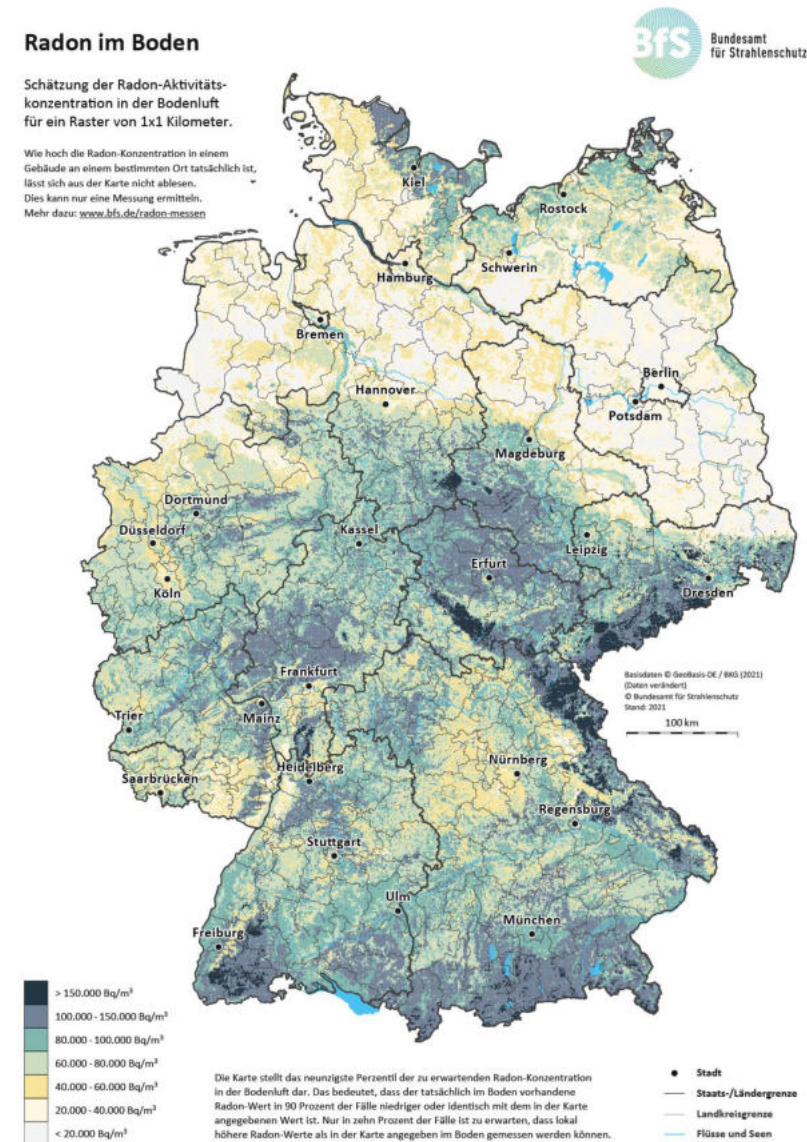 Radon im Boden
BfS
Bundesamt
für Strahlenschutz
Schätzung der Radon-Aktivitäts-
konzentration in der Bodenluft
für ein Raster von 1x1 Kilometer.
Wie hoch die Radon-Konzentration in einem
Gebäude an einem bestimmten Ort tatsächlich ist,
lässt sich aus der Karte nicht ablesen.
Dies kann nur eine Messung ermitteln.
Mehr dazu: www.bfs.de/radon-messen
Kiel
Rostock
Schwerin
Hamburg
Bremen
Berlin
Hannover
Potsdam
Magdeburg
Dortmund
Düsseldorf
Kassel
Leipzig
Erfurt
Köln
Dresden
Frankfurt
Basisdaten © GeoBasis-DE / BKG (2021)
(Daten verändert)
© Bundesamt für Strahlenschutz
Stand: 2021
100 km
Mainz
Trier
Nürnberg
Heidelberg
Saarbrücken
Regensburg
Stuttgart
Ulm
München
Freiburg
> 150.000 Bq/m³
100.000 - 150.000 Bq/m³
80.000 - 100.000 Bq/m³
60.000 - 80.000 Bq/m³
40.000 - 60.000 Bq/m³
20.000 - 40.000 Bq/m³
< 20.000 Bq/m³
Die Karte stellt das neunzigste Perzentil der zu erwartenden Radon-Konzentration
in der Bodenluft dar. Das bedeutet, dass der tatsächlich im Boden vorhandene
Radon-Wert in 90 Prozent der Fälle niedriger oder identisch mit dem in der Karte
angegebenen Wert ist. Nur in zehn Prozent der Fälle ist zu erwarten, dass lokal
höhere Radon-Werte als in der Karte angegeben im Boden gemessen werden können.
Stadt
Staats-/Ländergrenze
Landkreisgrenze
Flüsse und Seen